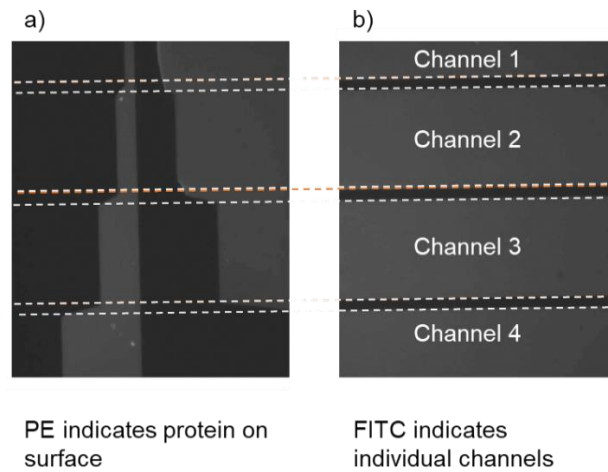 a)
b)
Channel 1
Channel 2
Channel 3
Channel 4
PE indicates protein on
surface
FITC indicates
individual channels